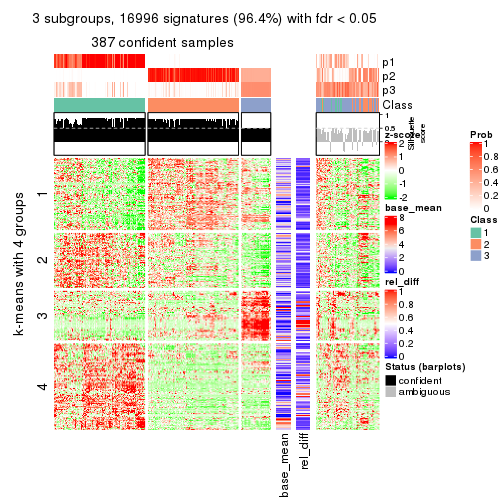 3 subgroups, 16996 signatures (96.4%) with fdr < 0.05
387 confident samples
p1
p2
p3
Class
1
0.5
0
Silhouette
score
k-means with 4 groups
1
2
3
4
base_mean
rel_diff
z-score
2
1
0
-1
-2
base_mean
8
6
4
2
0
rel_diff
1
0.8
0.6
0.4
0.2
0
Status (barplots)
confident
ambiguous
Prob
1
0.8
0.6
0.4
0.2
0
Class
1
2
3